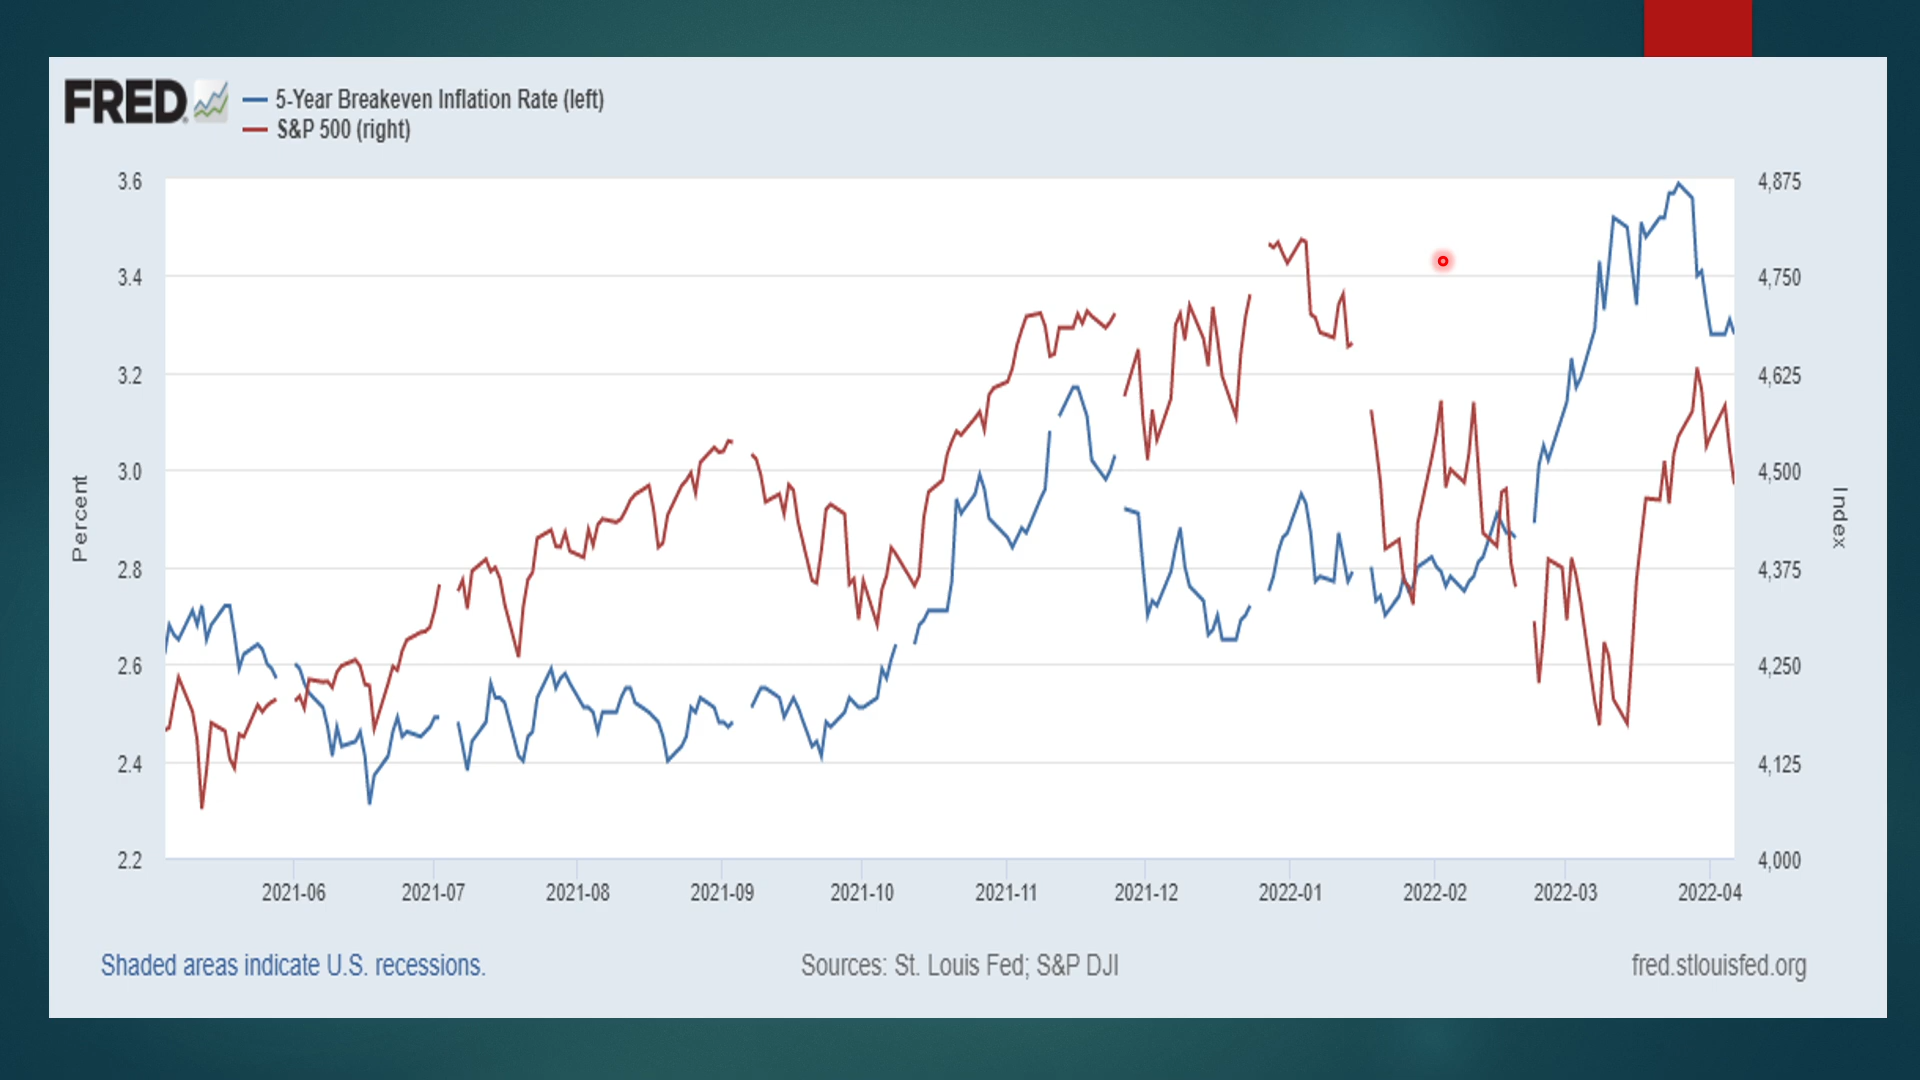 FRED
5-Year Breakeven Inflation Rate (left)
S&P 500 (right)
3.6
3.4
3.2
3.0
2.8
2.6
2.4
2.2
Percent
4,875
4,750
4,625
4,500
4,375
4,250
4,125
4,000
Index
2021-06 2021-07 2021-08 2021-09 2021-10 2021-11 2021-12 2022-01 2022-02 2022-03 2022-04
Shaded areas indicate U.S. recessions. Sources: St. Louis Fed; S&P DJI fred.stlouisfed.org